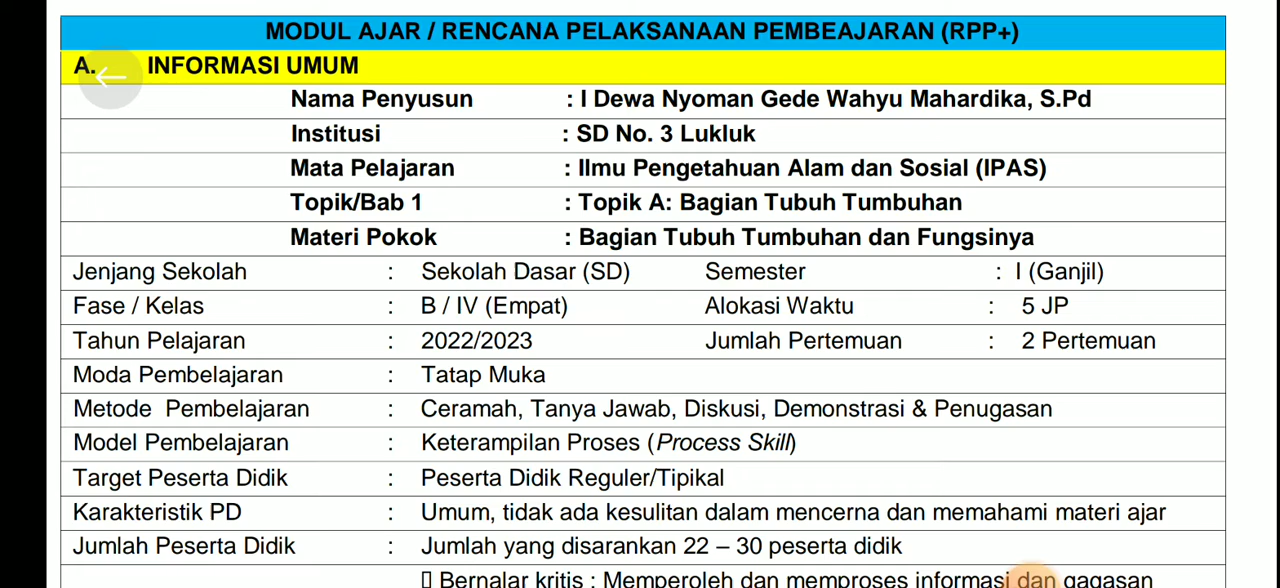 MODUL AJAR / RENCANA PELAKSANAAN PEMBEAJARAN (RPP+)
A. INFORMASI UMUM
Nama Penyusun : I Dewa Nyoman Gede Wahyu Mahardika, S.Pd
Institusi : SD No. 3 Lukluk
Mata Pelajaran : Ilmu Pengetahuan Alam dan Sosial (IPAS)
Topik/Bab 1 : Topik A: Bagian Tubuh Tumbuhan
Materi Pokok : Bagian Tubuh Tumbuhan dan Fungsinya
Jenjang Sekolah : Sekolah Dasar (SD) Semester : I (Ganjil)
Fase / Kelas : B / IV (Empat) Alokasi Waktu : 5 JP
Tahun Pelajaran : 2022/2023 Jumlah Pertemuan : 2 Pertemuan
Moda Pembelajaran : Tatap Muka
Metode Pembelajaran : Ceramah, Tanya Jawab, Diskusi, Demonstrasi & Penugasan
Model Pembelajaran : Keterampilan Proses (Process Skill)
Target Peserta Didik : Peserta Didik Reguler/Tipikal
Karakteristik PD : Umum, tidak ada kesulitan dalam mencerna dan memahami materi ajar
Jumlah Peserta Didik : Jumlah yang disarankan 22 – 30 peserta didik
Bernalar kritis : Memperoleh dan memproses informasi dan gagasan